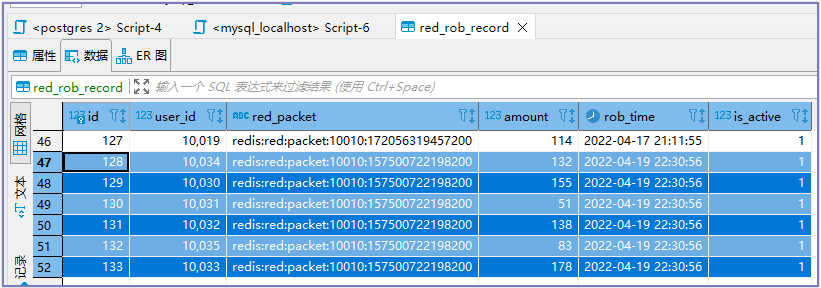 <postgres 2> Script-4 <mysql_localhost> Script-6 red_rob_record
属性 数据 ER 图
red_rob_record 输入一个 SQL 表达式来过滤结果 (使用 Ctrl+Space)
网格
文本
记录
123 id 123 user_id ABC red_packet 123 amount rob_time 123 is_active
46 127 10,019 redis:red:packet:10010:172056319457200 114 2022-04-17 21:11:55 1
47 128 10,034 redis:red:packet:10010:157500722198200 132 2022-04-19 22:30:56 1
48 129 10,030 redis:red:packet:10010:157500722198200 155 2022-04-19 22:30:56 1
49 130 10,031 redis:red:packet:10010:157500722198200 51 2022-04-19 22:30:56 1
50 131 10,032 redis:red:packet:10010:157500722198200 138 2022-04-19 22:30:56 1
51 132 10,035 redis:red:packet:10010:157500722198200 83 2022-04-19 22:30:56 1
52 133 10,033 redis:red:packet:10010:157500722198200 178 2022-04-19 22:30:56 1